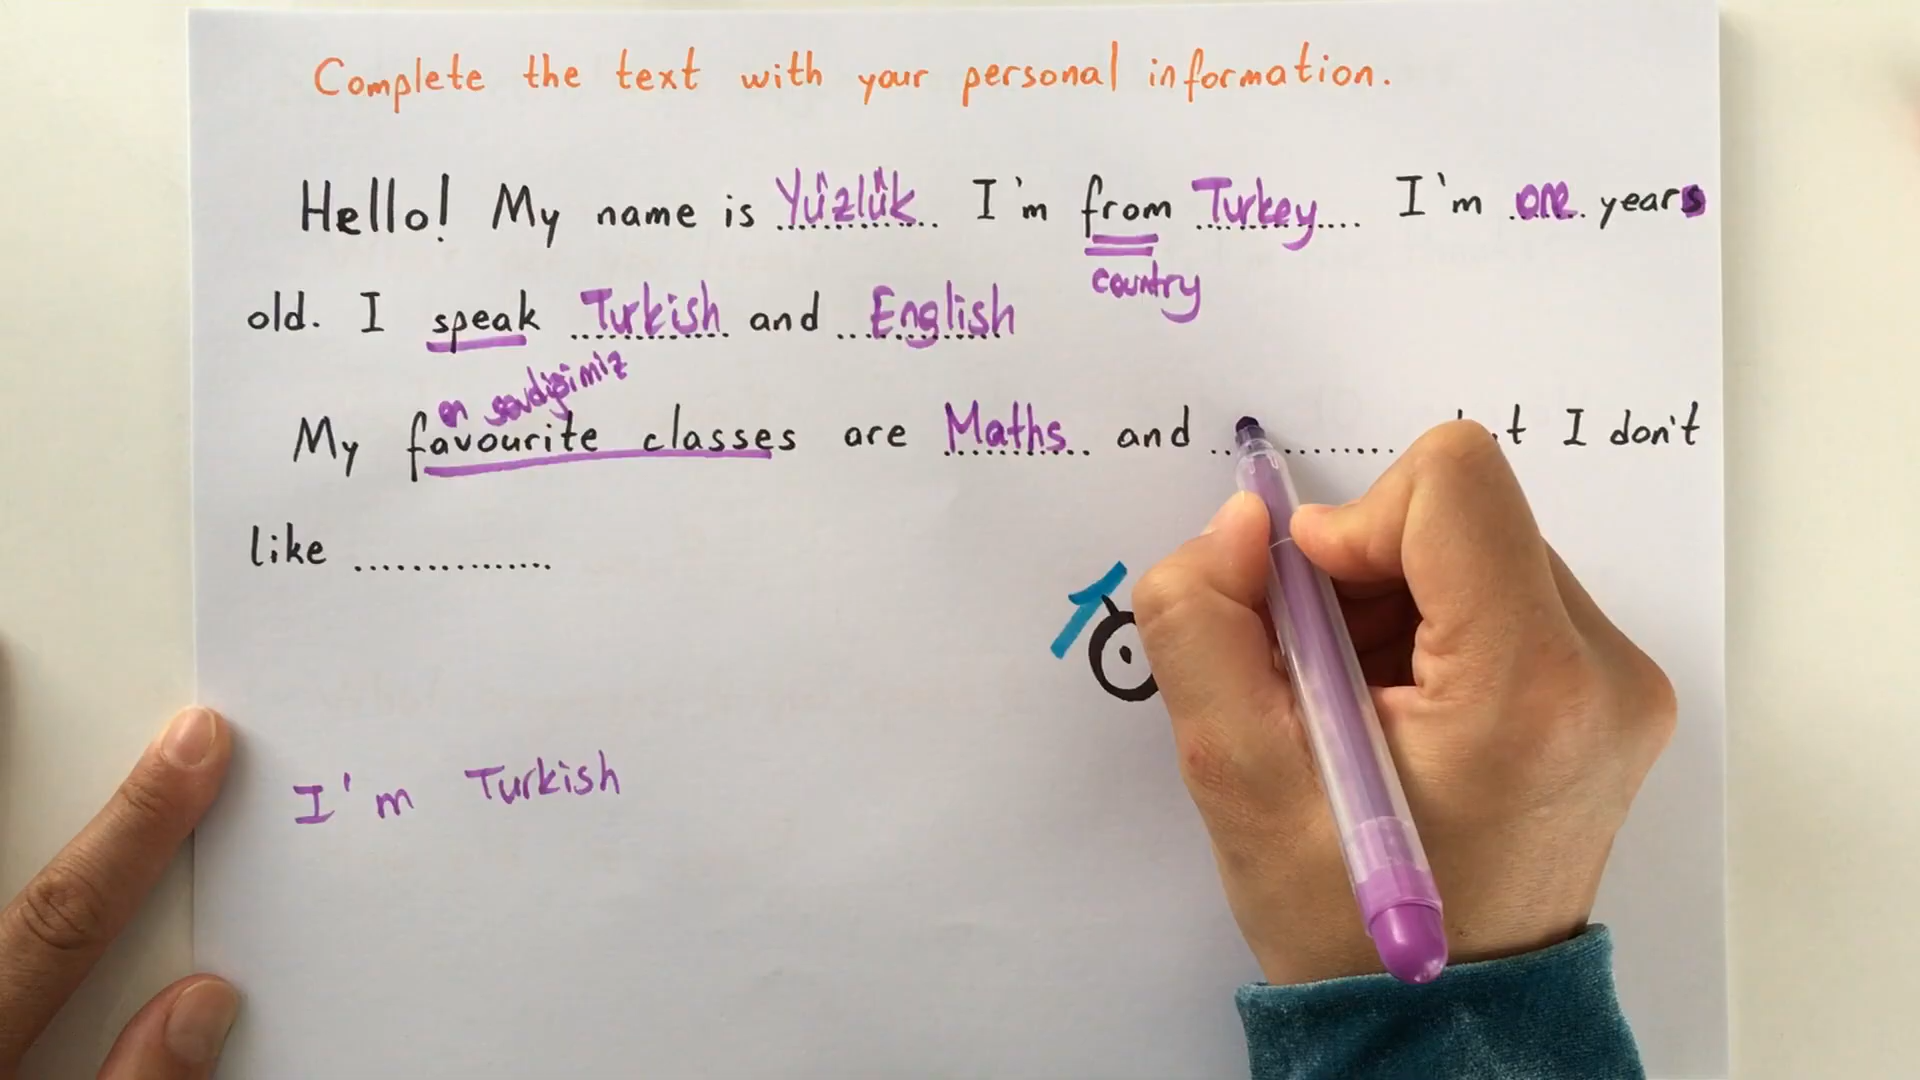 Complete the text with your personal information.
Hello! My name is Yüzlük. I'm from Turkey. I'm one years
country
old. I speak Turkish and English
en sevdiğimiz
My favourite classes are Maths and ............ I don't
like ..............
I'm Turkish